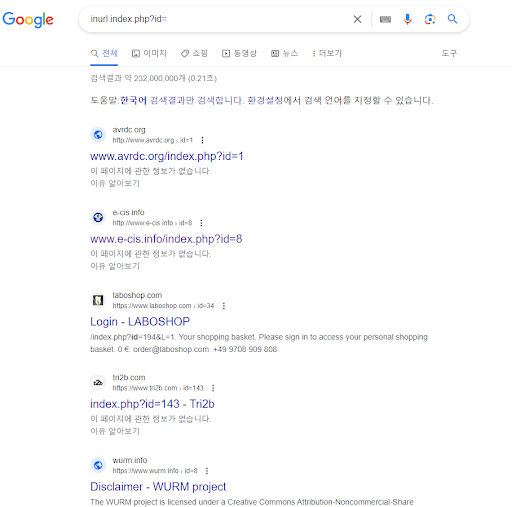 Google
inurl:index.php?id=
전체 이미지 쇼핑 동영상 뉴스 더보기 도구
검색결과 약 232,000,000개 (0.21초)
도움말 한국어 검색결과만 검색합니다. 환경설정에서 검색 언어를 지정할 수 있습니다.
avrdc.org
http://www.avrdc.org › id=1
www.avrdc.org/index.php?id=1
이 페이지에 관한 정보가 없습니다.
이유 알아보기
e-cis.info
http://www.e-cis.info › id=8
www.e-cis.info/index.php?id=8
이 페이지에 관한 정보가 없습니다.
이유 알아보기
laboshop.com
https://www.laboshop.com › id=34
Login - LABOSHOP
/index.php?id=194&L=1. Your shopping basket. Please sign in to access your personal shopping
basket. 0 €. order@laboshop.com. +49 9708 909 808.
tri2b.com
https://www.tri2b.com › id=143
index.php?id=143 - Tri2b
이 페이지에 관한 정보가 없습니다.
이유 알아보기
wurm.info
https://www.wurm.info › id=8
Disclaimer - WURM project
The WURM project is licensed under a Creative Commons Attribution-Noncommercial-Share